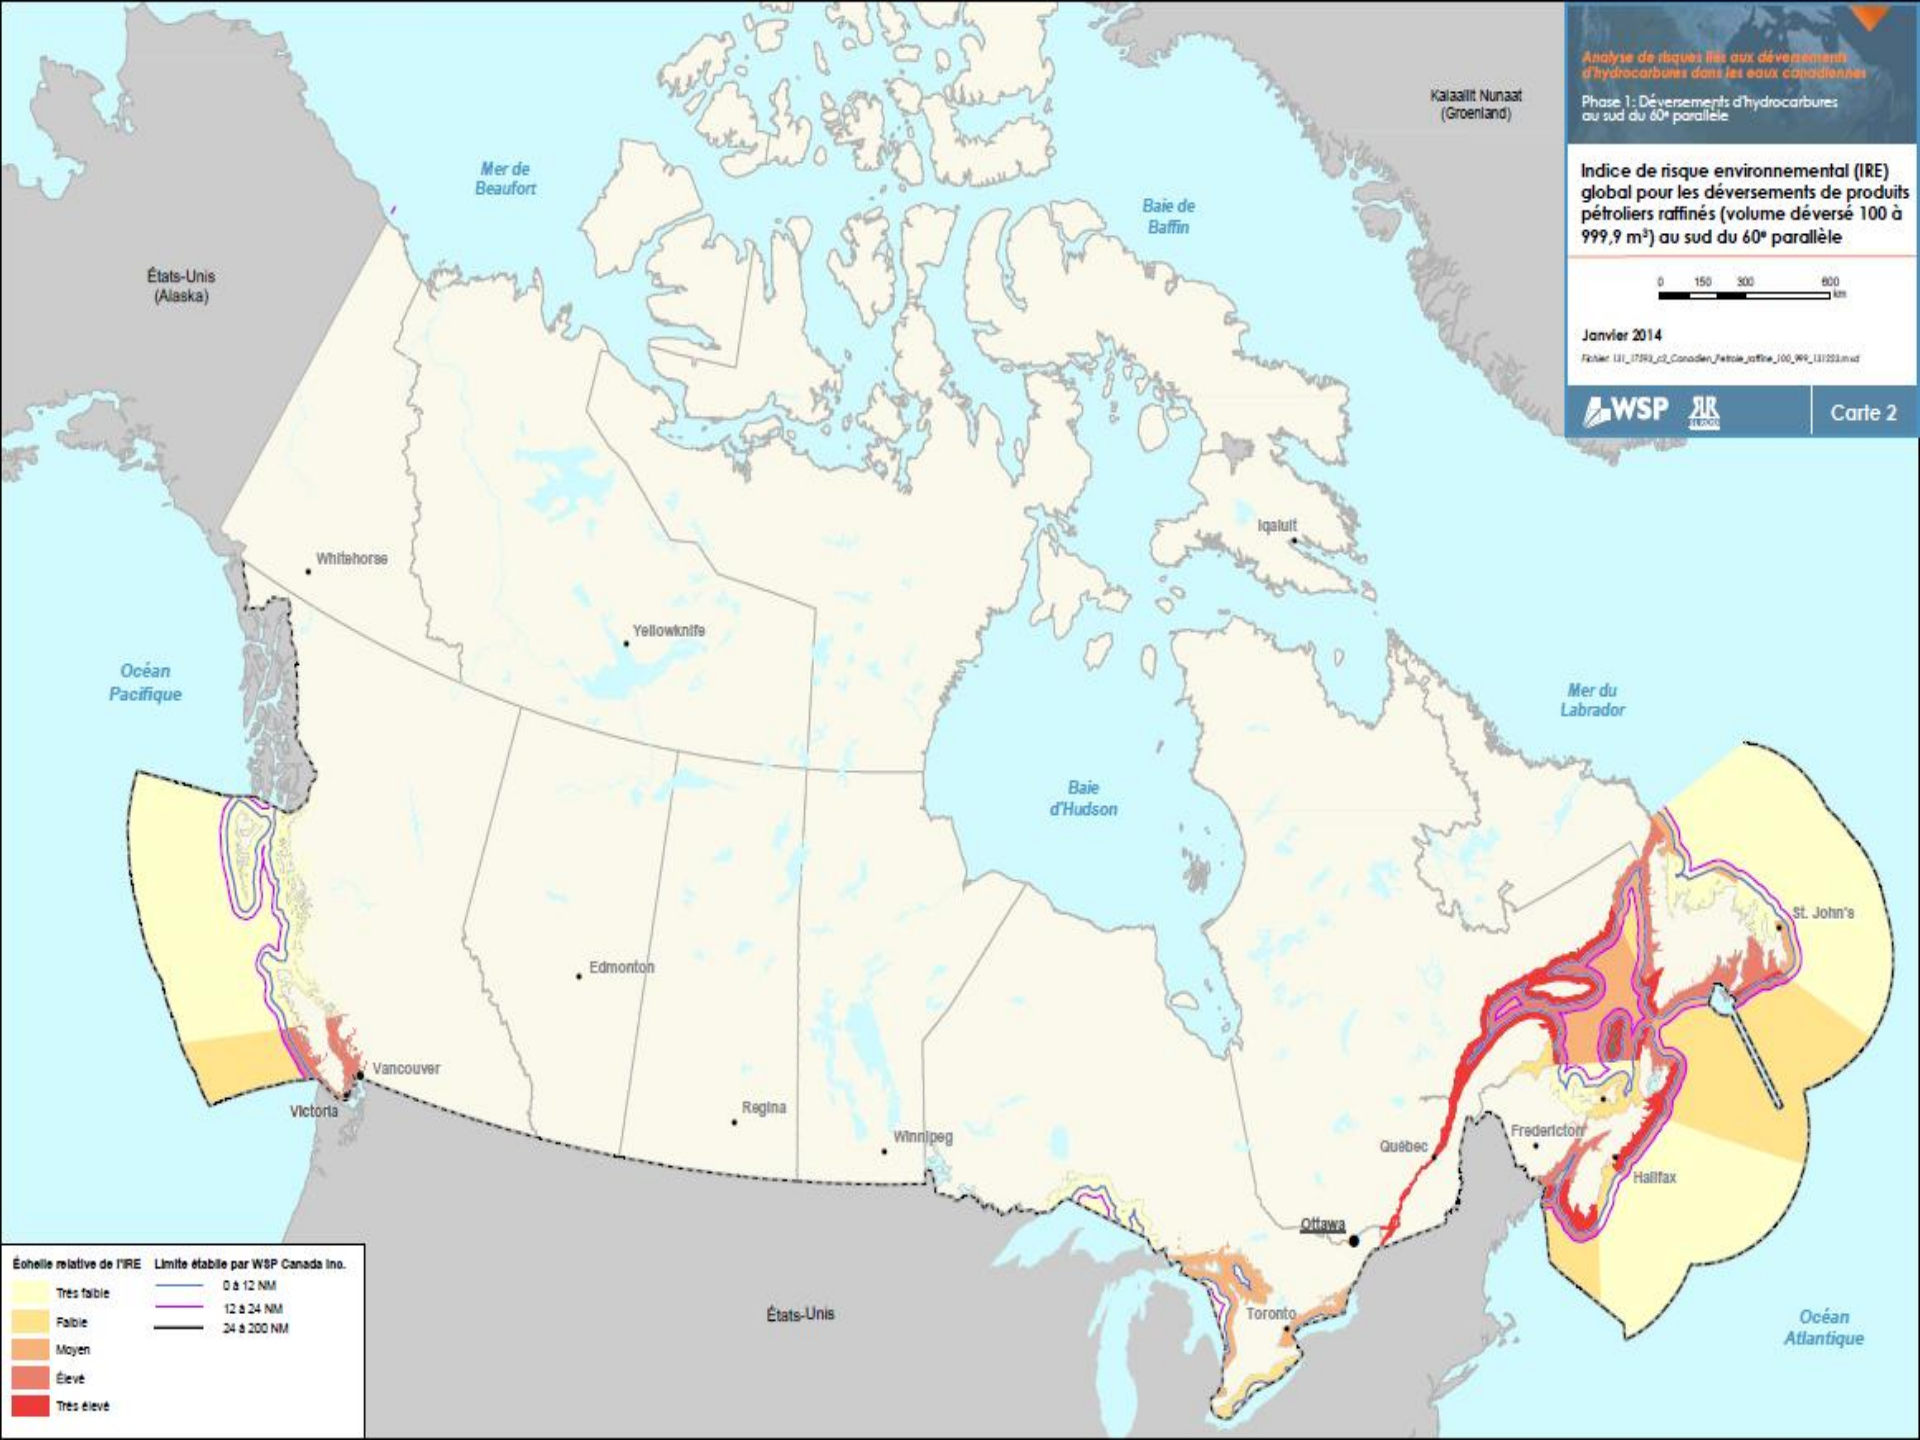 Analyse de risques liés aux déversements
d'hydrocarbures dans les eaux canadiennes
Phase 1: Déversements d'hydrocarbures
au sud du 60e parallèle
Indice de risque environnemental (IRE)
global pour les déversements de produits
pétroliers raffinés (volume déversé 100 à
999,9 m³) au sud du 60e parallèle
0 150 300 600
km
Janvier 2014
WSP
Carte 2
Kalaallit Nunaat
(Groenland)
Mer de
Beaufort
Baie de
Baffin
États-Unis
(Alaska)
Iqaluit
Whitehorse
Yellowknife
Océan
Pacifique
Mer du
Labrador
Baie
d'Hudson
St. John's
Edmonton
Vancouver
Victoria
Regina
Winnipeg
Québec
Fredericton
Halifax
Ottawa
Toronto
États-Unis
Océan
Atlantique
Échelle relative de l'IRE
Très faible
Faible
Moyen
Élevé
Très élevé
Limite établie par WSP Canada Inc.
0 à 12 NM
12 à 24 NM
24 à 200 NM